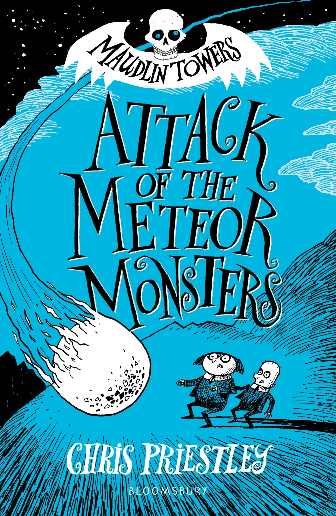 MAUDLIN TOWERS
ATTACK
OF THE
METEOR
MONSTERS
CHRIS PRIESTLEY
BLOOMSBURY